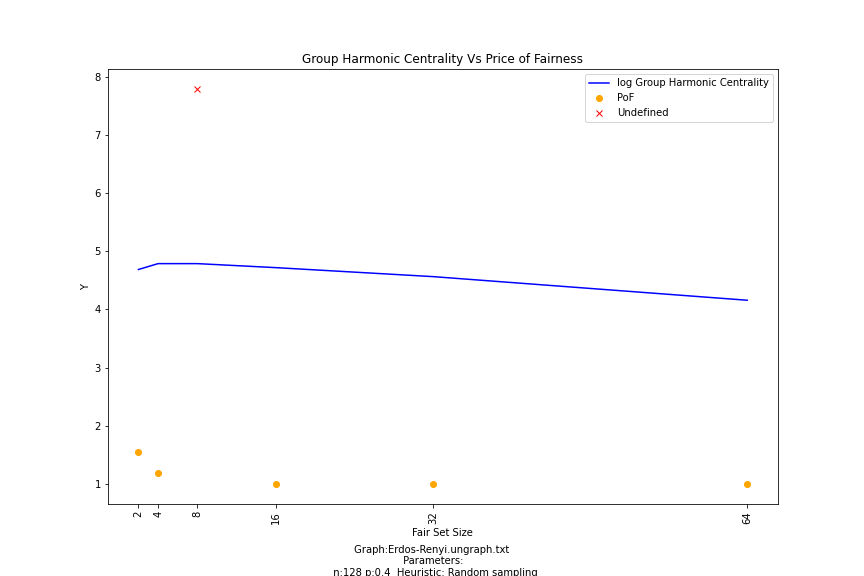 Group Harmonic Centrality Vs Price of Fairness
log Group Harmonic Centrality
PoF
Undefined
8
7
6
5
4
3
2
1
Y
2 4 8 16 32 64
Fair Set Size
Graph:Erdos-Renyi.ungraph.txt
Parameters:
n:128 p:0.4 Heuristic: Random sampling